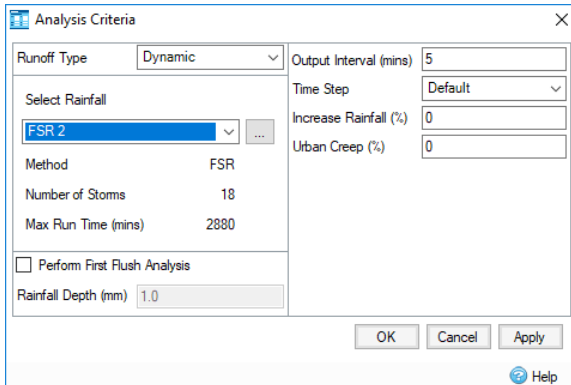 Analysis Criteria
Runoff Type Dynamic
Select Rainfall
FSR 2 ...
Method FSR
Number of Storms 18
Max Run Time (mins) 2880
Perform First Flush Analysis
Rainfall Depth (mm) 1.0
Output Interval (mins) 5
Time Step Default
Increase Rainfall (%) 0
Urban Creep (%) 0
OK Cancel Apply
Help